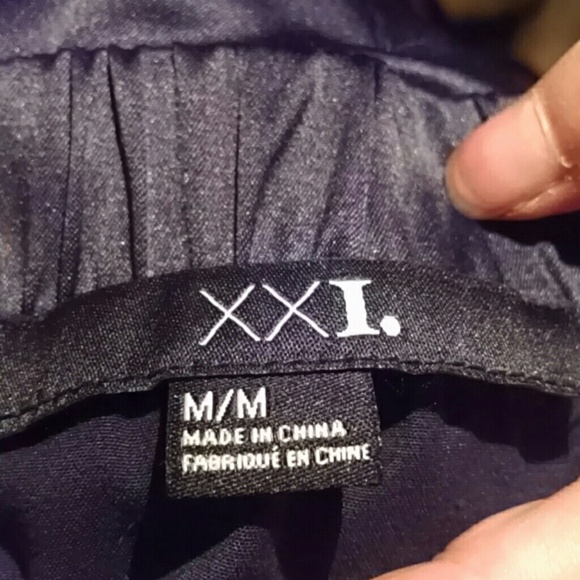 XXI.
M/M
MADE IN CHINA
FABRIQUÉ EN CHINE